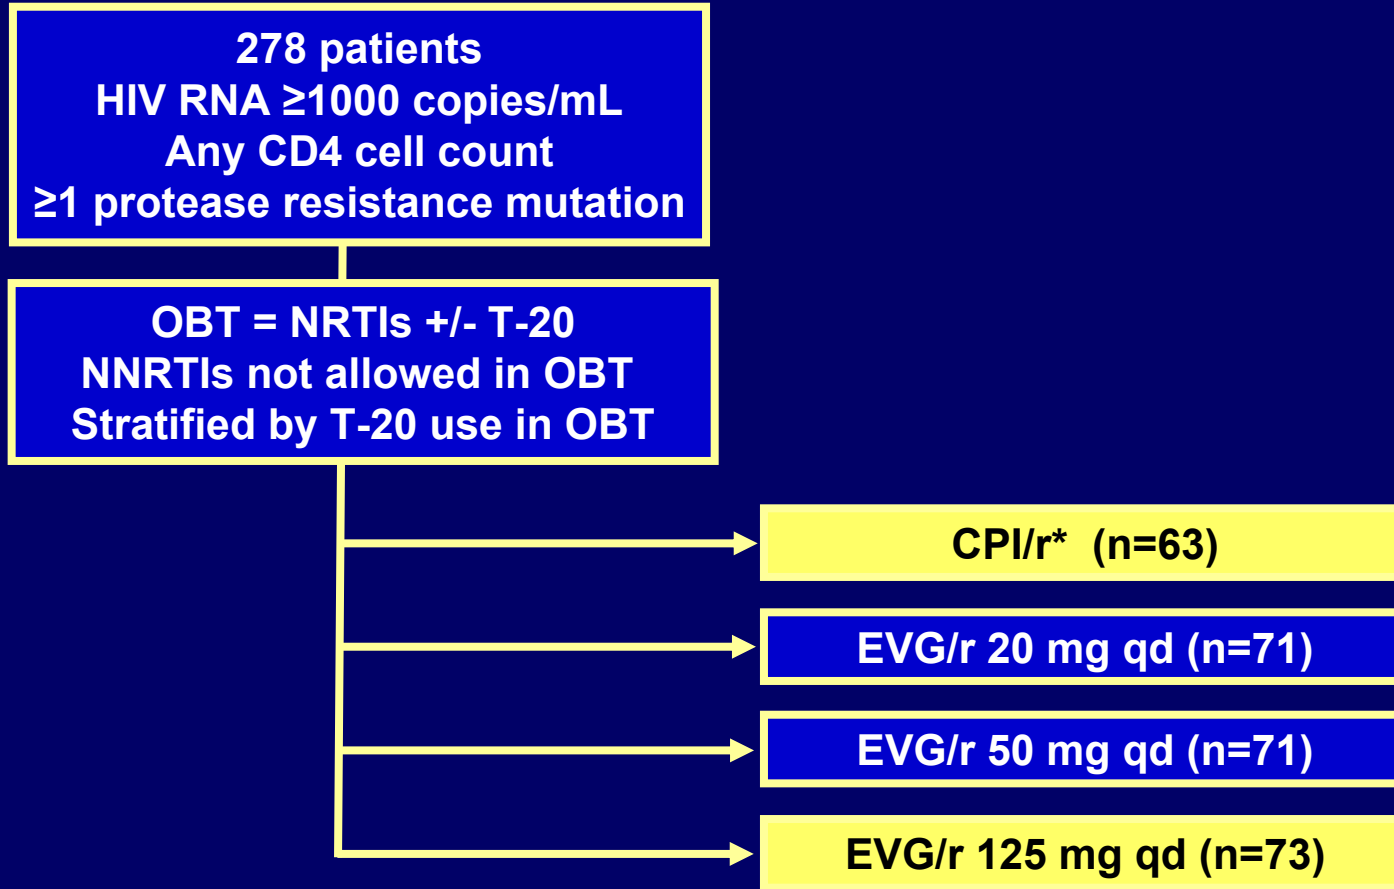 278 patients
HIV RNA ≥1000 copies/mL
Any CD4 cell count
≥1 protease resistance mutation
OBT = NRTIs +/- T-20
NNRTIs not allowed in OBT
Stratified by T-20 use in OBT
CPI/r* (n=63)
EVG/r 20 mg qd (n=71)
EVG/r 50 mg qd (n=71)
EVG/r 125 mg qd (n=73)